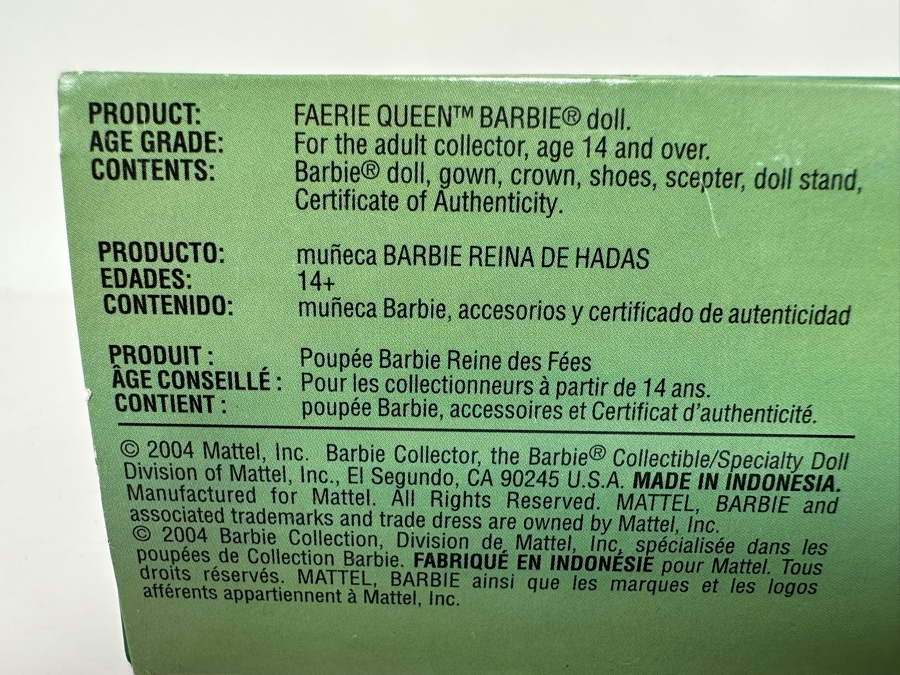 PRODUCT: FAERIE QUEEN™ BARBIE® doll.
AGE GRADE: For the adult collector, age 14 and over.
CONTENTS: Barbie® doll, gown, crown, shoes, scepter, doll stand,
Certificate of Authenticity.
PRODUCTO: muñeca BARBIE REINA DE HADAS
EDADES: 14+
CONTENIDO: muñeca Barbie, accesorios y certificado de autenticidad
PRODUIT : Poupée Barbie Reine des Fées
ÂGE CONSEILLÉ : Pour les collectionneurs à partir de 14 ans.
CONTIENT : poupée Barbie, accessoires et Certificat d'authenticité.
© 2004 Mattel, Inc. Barbie Collector, the Barbie® Collectible/Specialty Doll
Division of Mattel, Inc., El Segundo, CA 90245 U.S.A. MADE IN INDONESIA.
Manufactured for Mattel. All Rights Reserved. MATTEL, BARBIE and
associated trademarks and trade dress are owned by Mattel, Inc.
© 2004 Barbie Collection, Division de Mattel, Inc, spécialisée dans les
poupées de Collection Barbie. FABRIQUÉ EN INDONÉSIE pour Mattel. Tous
droits réservés. MATTEL, BARBIE ainsi que les marques et les logos
afférents appartiennent à Mattel, Inc.